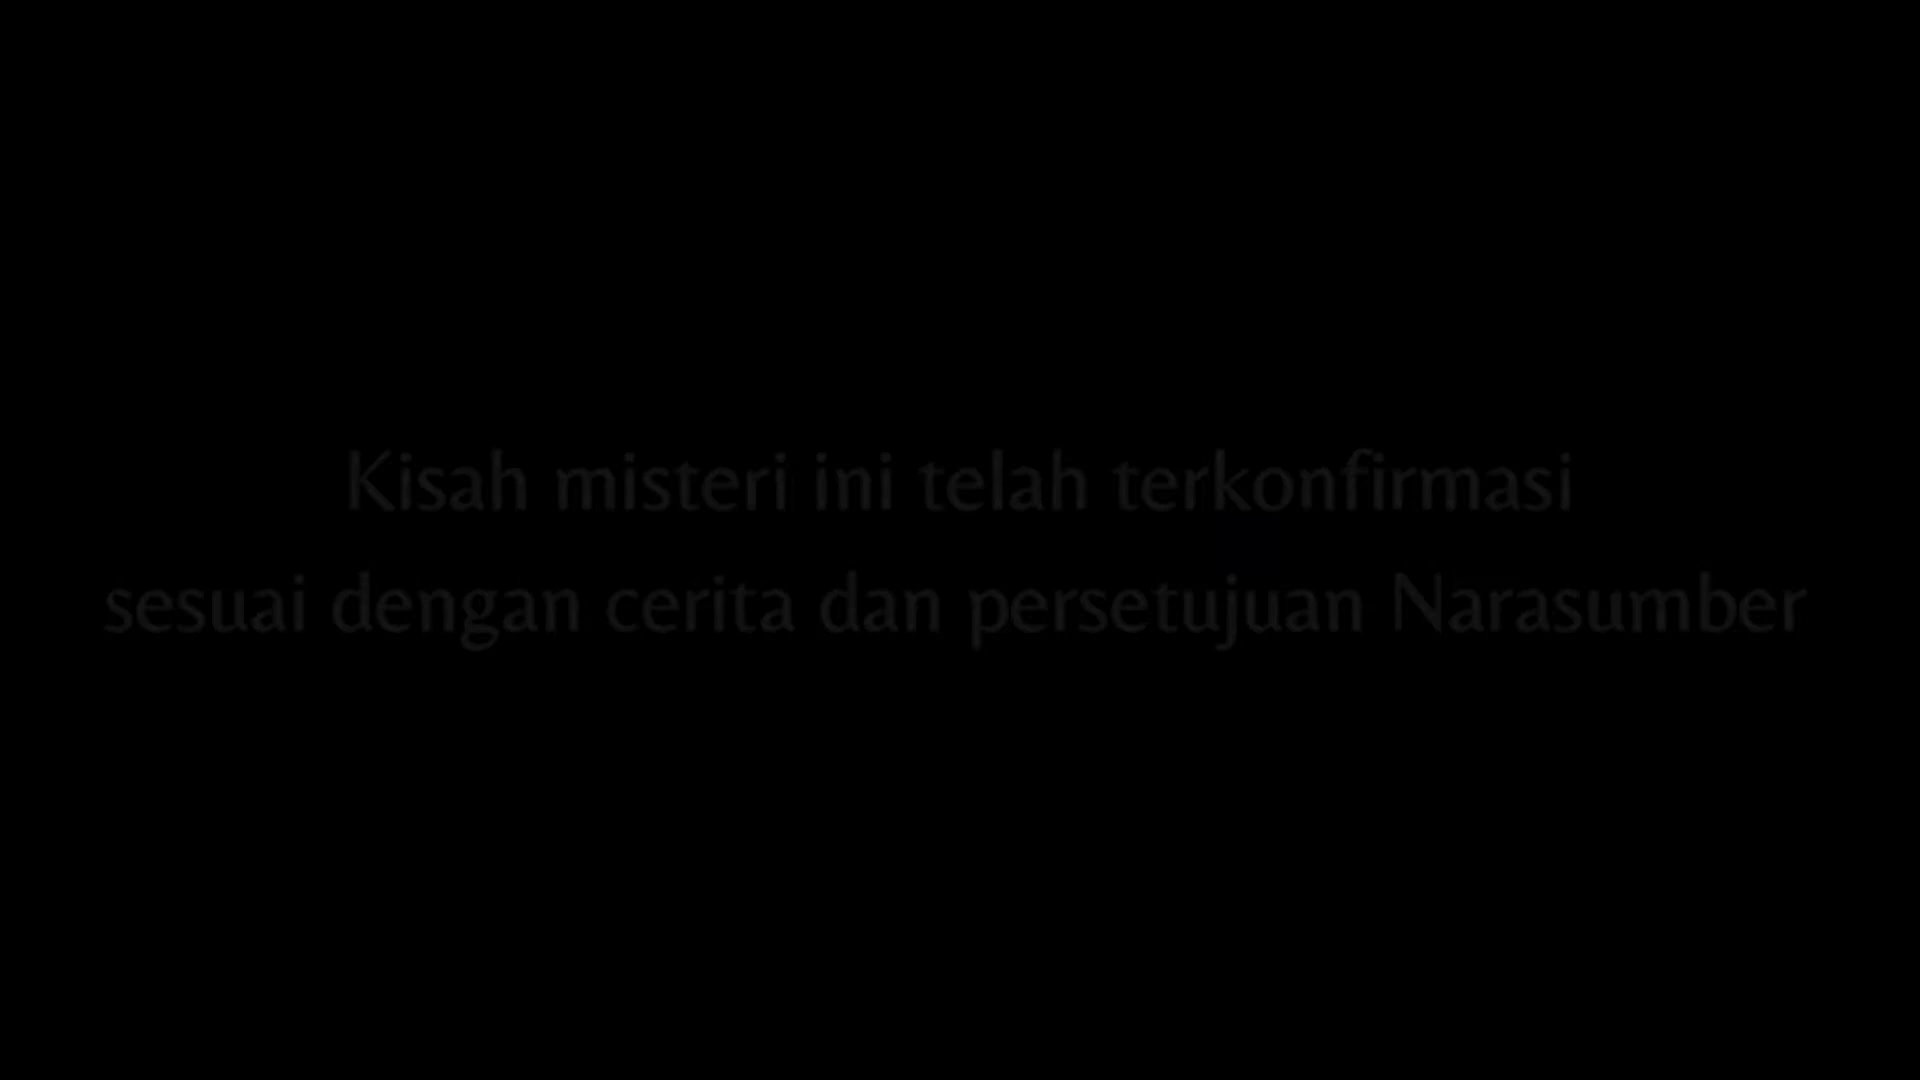 Kisah misteri ini telah terkonfirmasi
sesuai dengan cerita dan persetujuan Narasumber